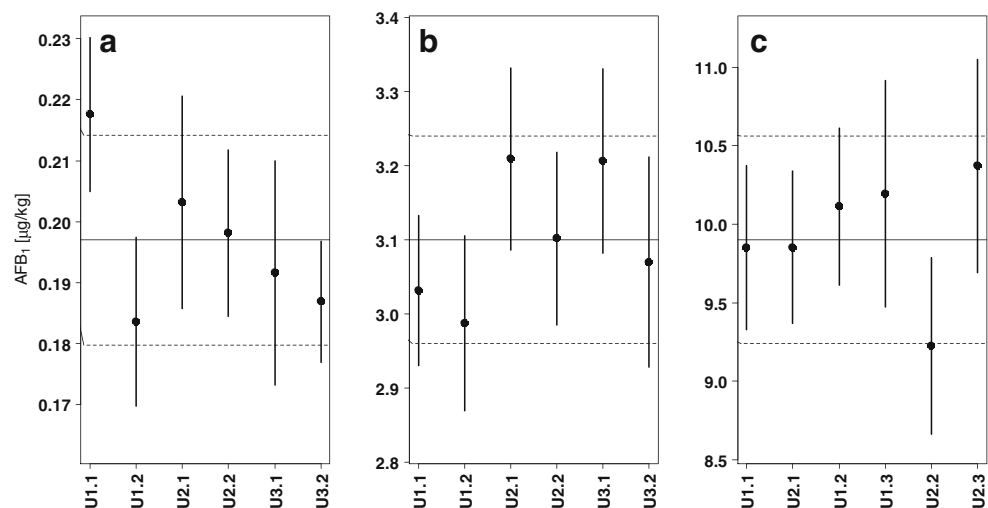 a
0.23
0.22
0.21
0.20
0.19
0.18
0.17
AFB₁ [µg/kg]
U1.1
U1.2
U2.1
U2.2
U3.1
U3.2
b
3.4
3.3
3.2
3.1
3.0
2.9
2.8
U1.1
U1.2
U2.1
U2.2
U3.1
U3.2
c
11.0
10.5
10.0
9.5
9.0
8.5
U1.1
U2.1
U1.2
U1.3
U2.2
U2.3